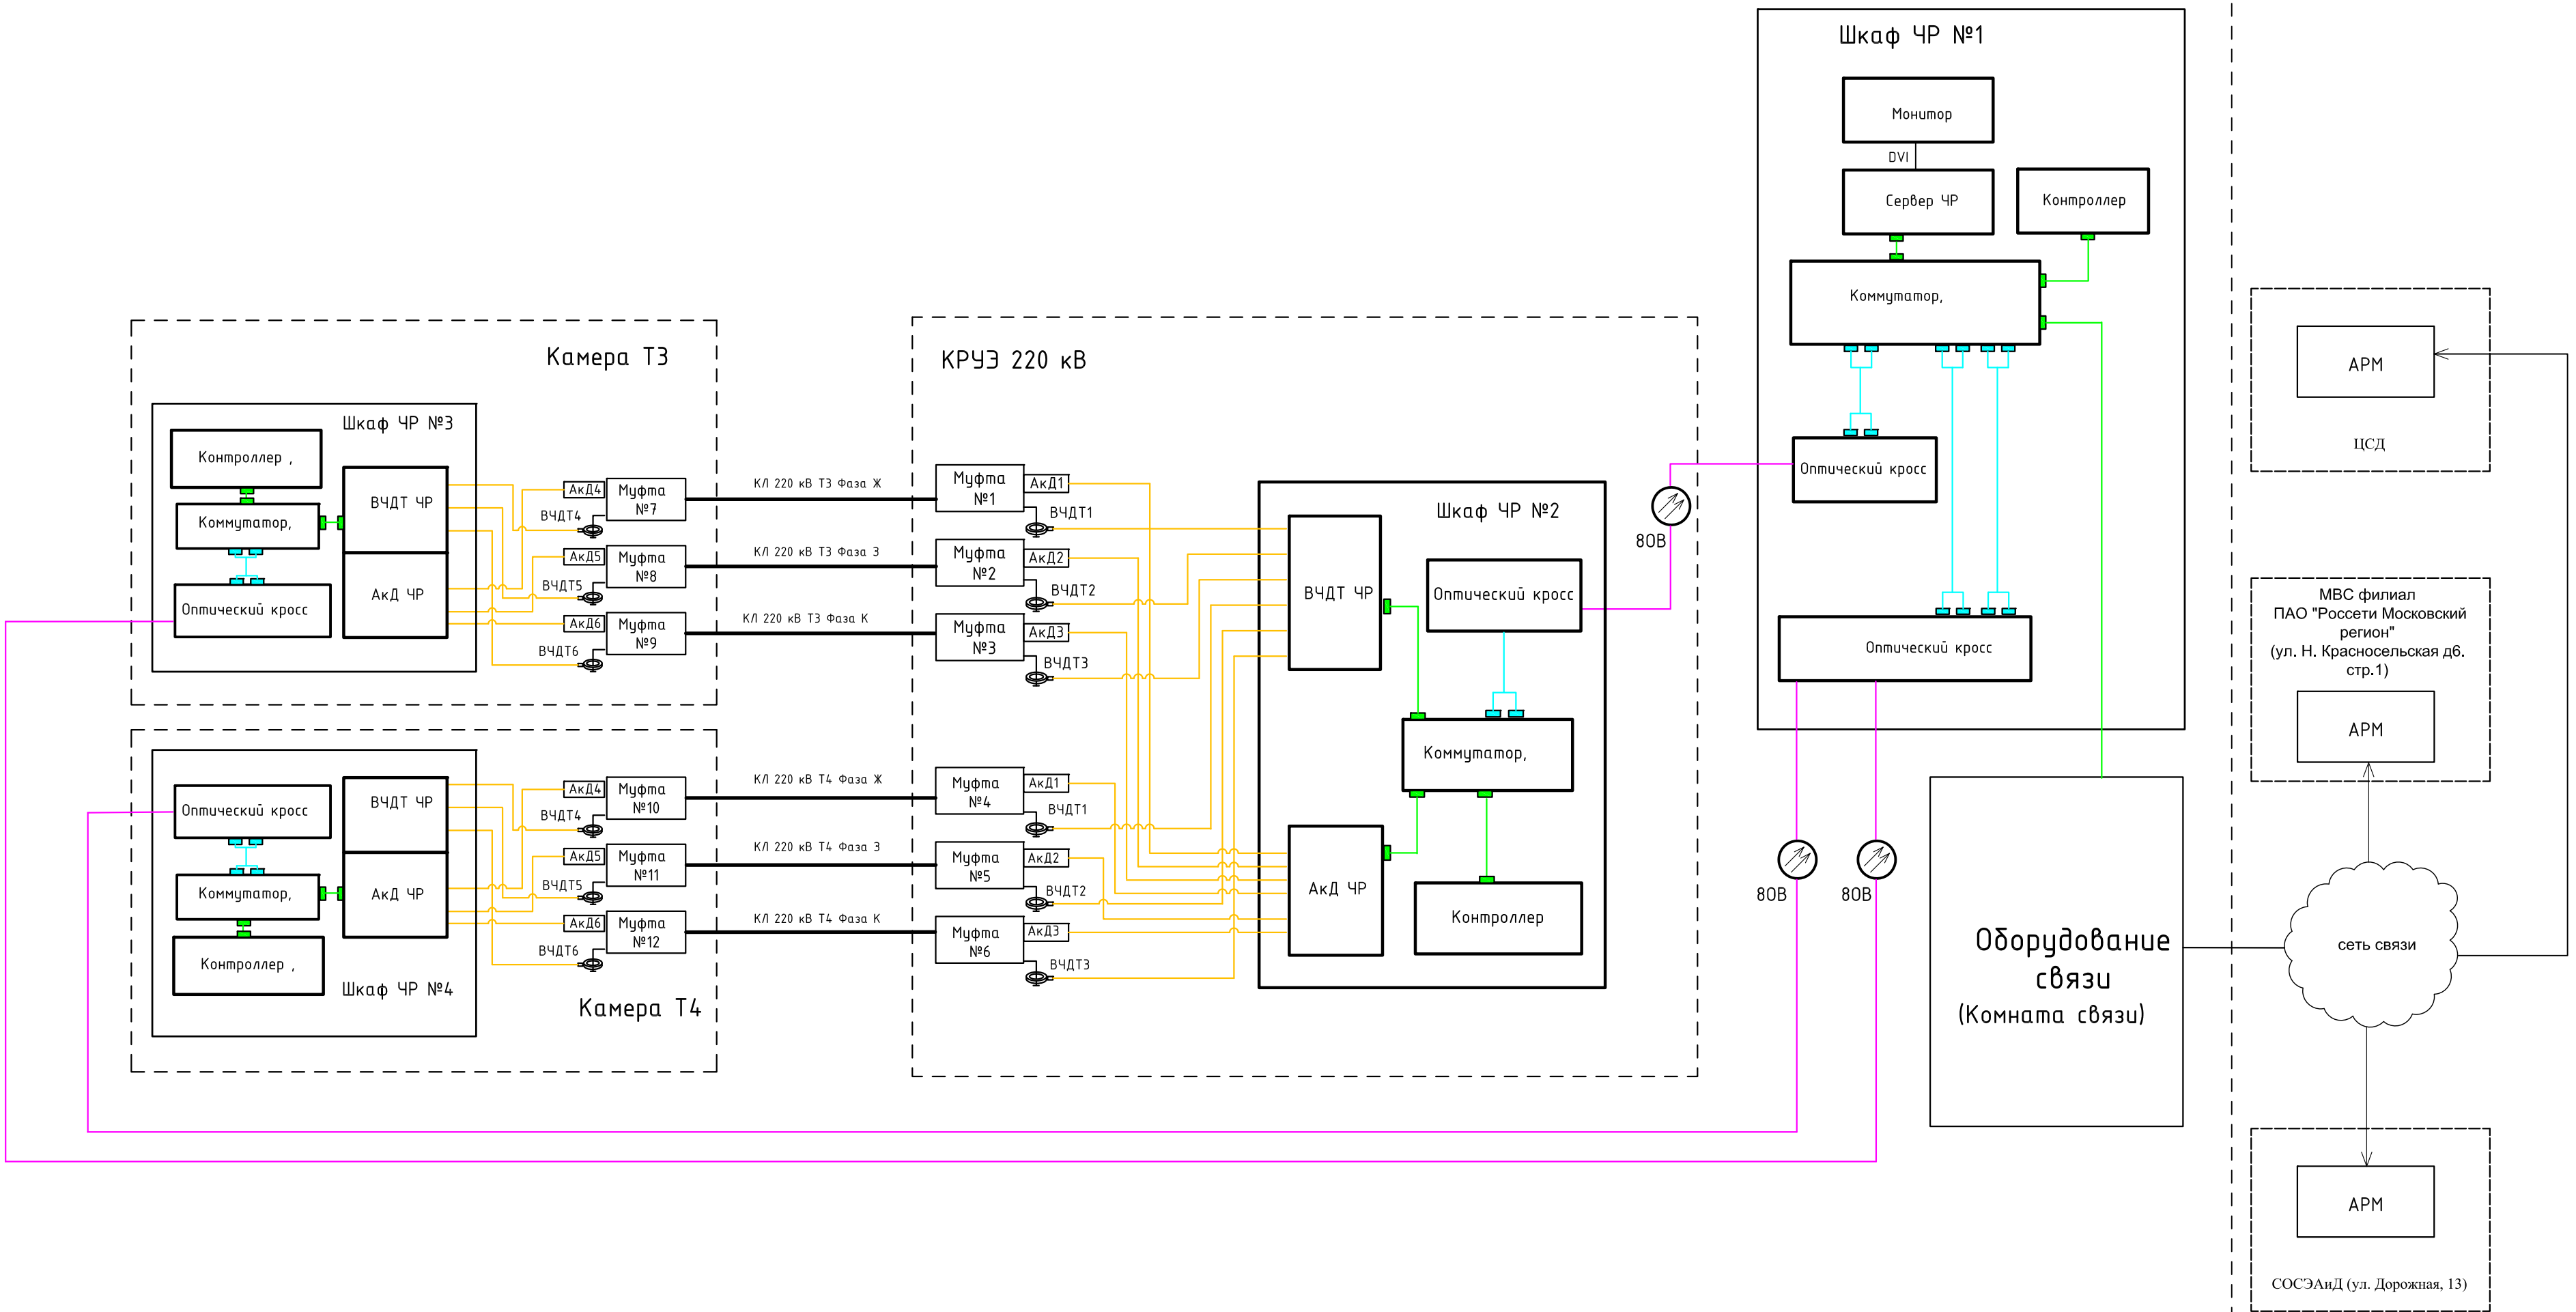 Шкаф ЧР №1
Монитор
DVI
Сервер ЧР
Контроллер
Коммутатор,
Оптический кросс
Оптический кросс
Камера Т3
Шкаф ЧР №3
Контроллер ,
Коммутатор,
Оптический кросс
ВЧДТ ЧР
АкД ЧР
АкД4
ВЧДТ4
Муфта
№7
АкД5
ВЧДТ5
Муфта
№8
АкД6
ВЧДТ6
Муфта
№9
КЛ 220 кВ Т3 Фаза Ж
КЛ 220 кВ Т3 Фаза З
КЛ 220 кВ Т3 Фаза К
Камера Т4
Шкаф ЧР №4
Оптический кросс
Коммутатор,
Контроллер ,
ВЧДТ ЧР
АкД ЧР
АкД4
ВЧДТ4
Муфта
№10
АкД5
ВЧДТ5
Муфта
№11
АкД6
ВЧДТ6
Муфта
№12
КЛ 220 кВ Т4 Фаза Ж
КЛ 220 кВ Т4 Фаза З
КЛ 220 кВ Т4 Фаза К
КРУЭ 220 кВ
Муфта
№1
АкД1
ВЧДТ1
Муфта
№2
АкД2
ВЧДТ2
Муфта
№3
АкД3
ВЧДТ3
Муфта
№4
АкД1
ВЧДТ1
Муфта
№5
АкД2
ВЧДТ2
Муфта
№6
АкД3
ВЧДТ3
Шкаф ЧР №2
ВЧДТ ЧР
Оптический кросс
Коммутатор,
АкД ЧР
Контроллер
8ОВ
8ОВ
8ОВ
Оборудование
связи
(Комната связи)
сеть связи
АРМ
ЦСД
МВС филиал
ПАО "Россети Московский
регион"
(ул. Н. Красносельская д6.
стр.1)
АРМ
АРМ
СОСЭАиД (ул. Дорожная, 13)